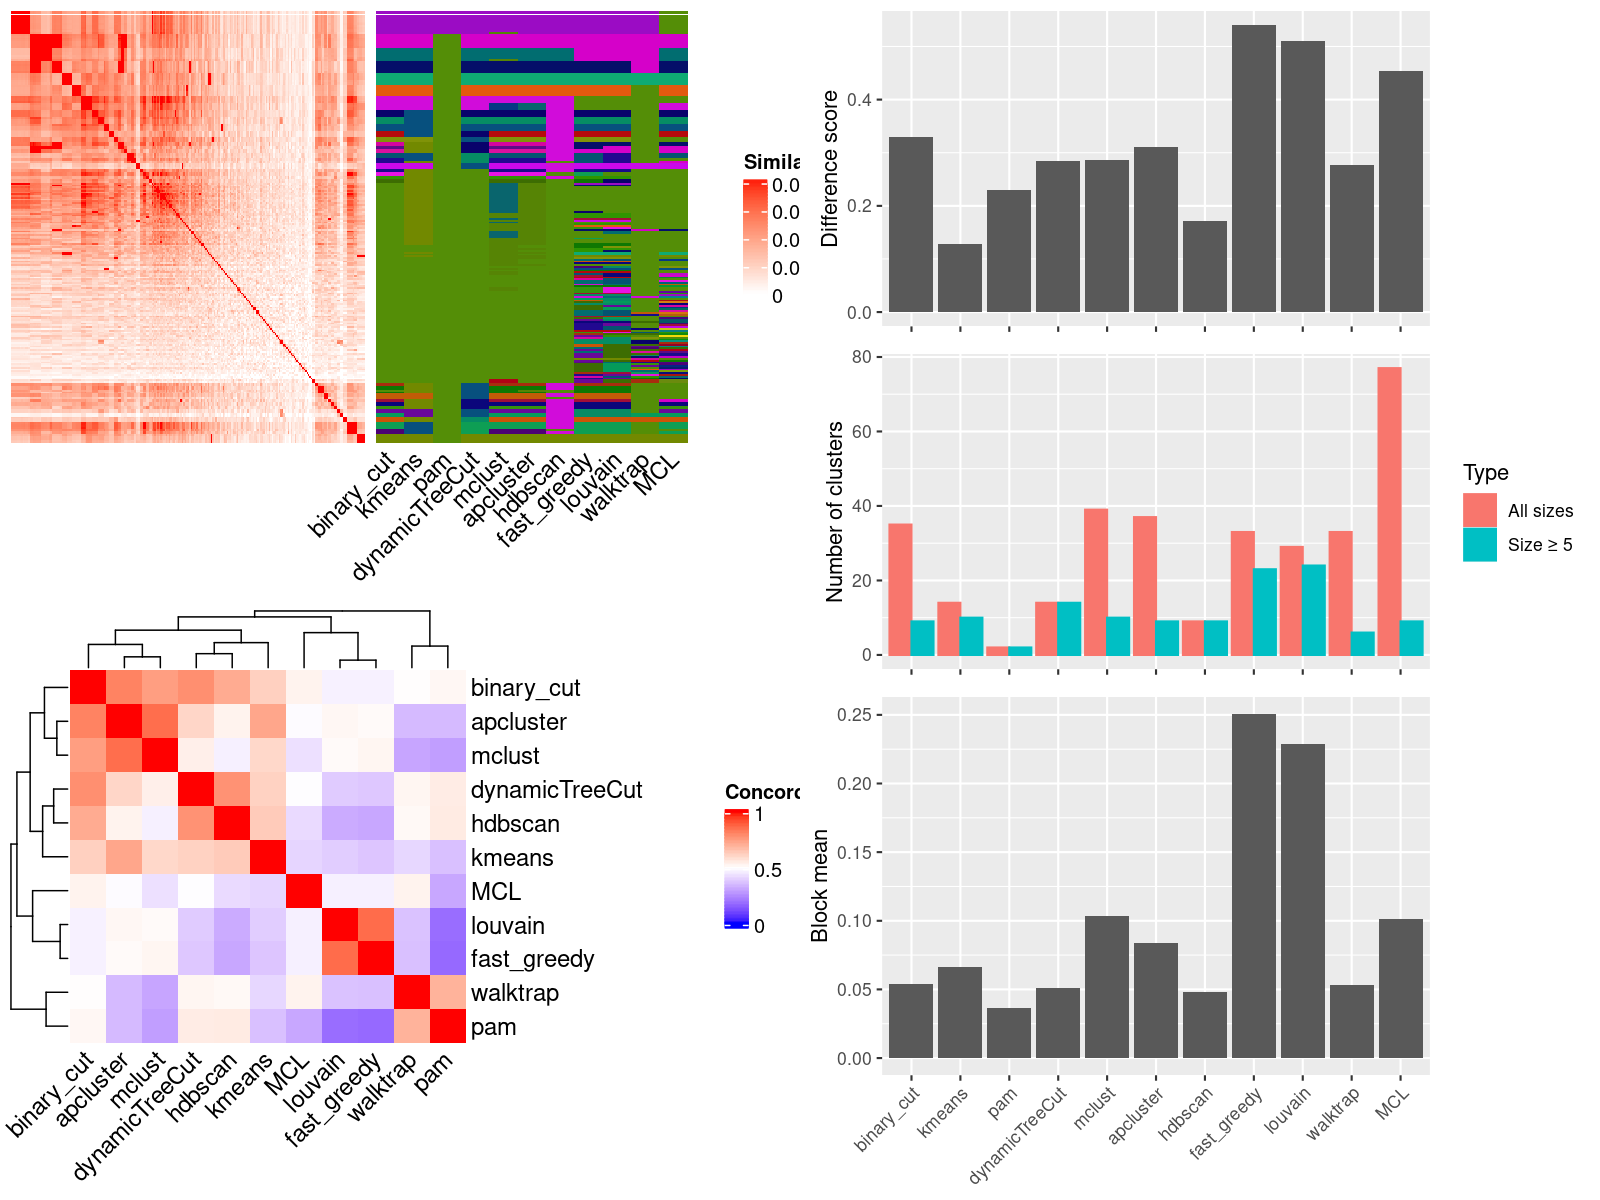 Simila
0.0
0.0
0.0
0.0
0
binary_cut
kmeans
pam
dynamicTreeCut
mclust
apcluster
hdbscan
fast_greedy
louvain
walktrap
MCL
binary_cut
apcluster
mclust
dynamicTreeCut
hdbscan
kmeans
MCL
louvain
fast_greedy
walktrap
pam
binary_cut
apcluster
mclust
dynamicTreeCut
hdbscan
kmeans
MCL
louvain
fast_greedy
walktrap
pam
Concord
1
0.5
0
Difference score
0.4
0.2
0.0
Number of clusters
80
60
40
20
0
Type
All sizes
Size ≥ 5
Block mean
0.25
0.20
0.15
0.10
0.05
0.00
binary_cut
kmeans
pam
dynamicTreeCut
mclust
apcluster
hdbscan
fast_greedy
louvain
walktrap
MCL